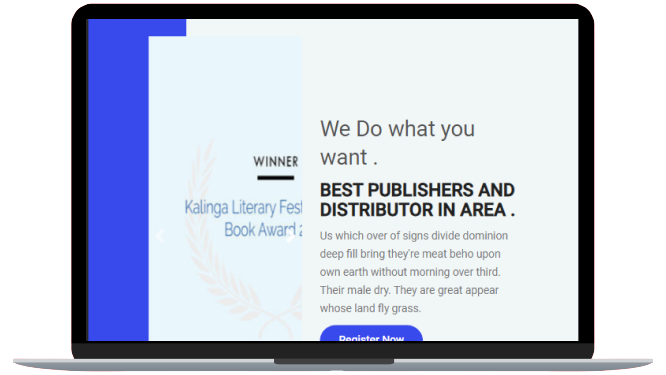 WINNER
Kalinga Literary Fest
Book Award
We Do what you
want .
BEST PUBLISHERS AND
DISTRIBUTOR IN AREA .
Us which over of signs divide dominion
deep fill bring they're meat beho upon
own earth without morning over third.
Their male dry. They are great appear
whose land fly grass.
Register Now